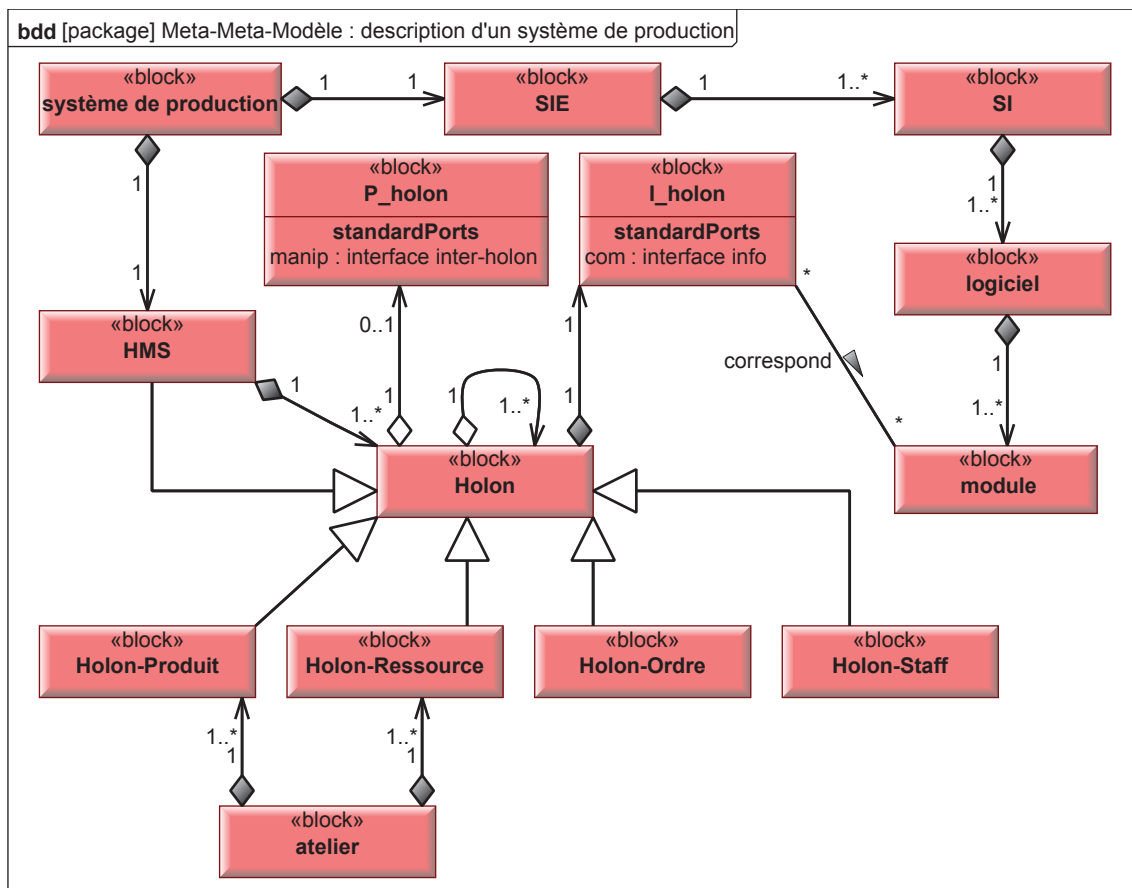 bdd [package] Meta-Meta-Modèle : description d'un système de production
«block»
système de production
1
1
«block»
SIE
1
1..*
«block»
SI
1
1
«block»
P_holon
standardPorts
manip : interface inter-holon
«block»
I_holon
standardPorts
com : interface info
1
1..*
«block»
logiciel
«block»
HMS
1
1..*
0..1
1
1
1..*
1
1
*
correspond
*
1
1..*
«block»
Holon
«block»
module
«block»
Holon-Produit
«block»
Holon-Ressource
«block»
Holon-Ordre
«block»
Holon-Staff
1..*
1
1..*
1
«block»
atelier